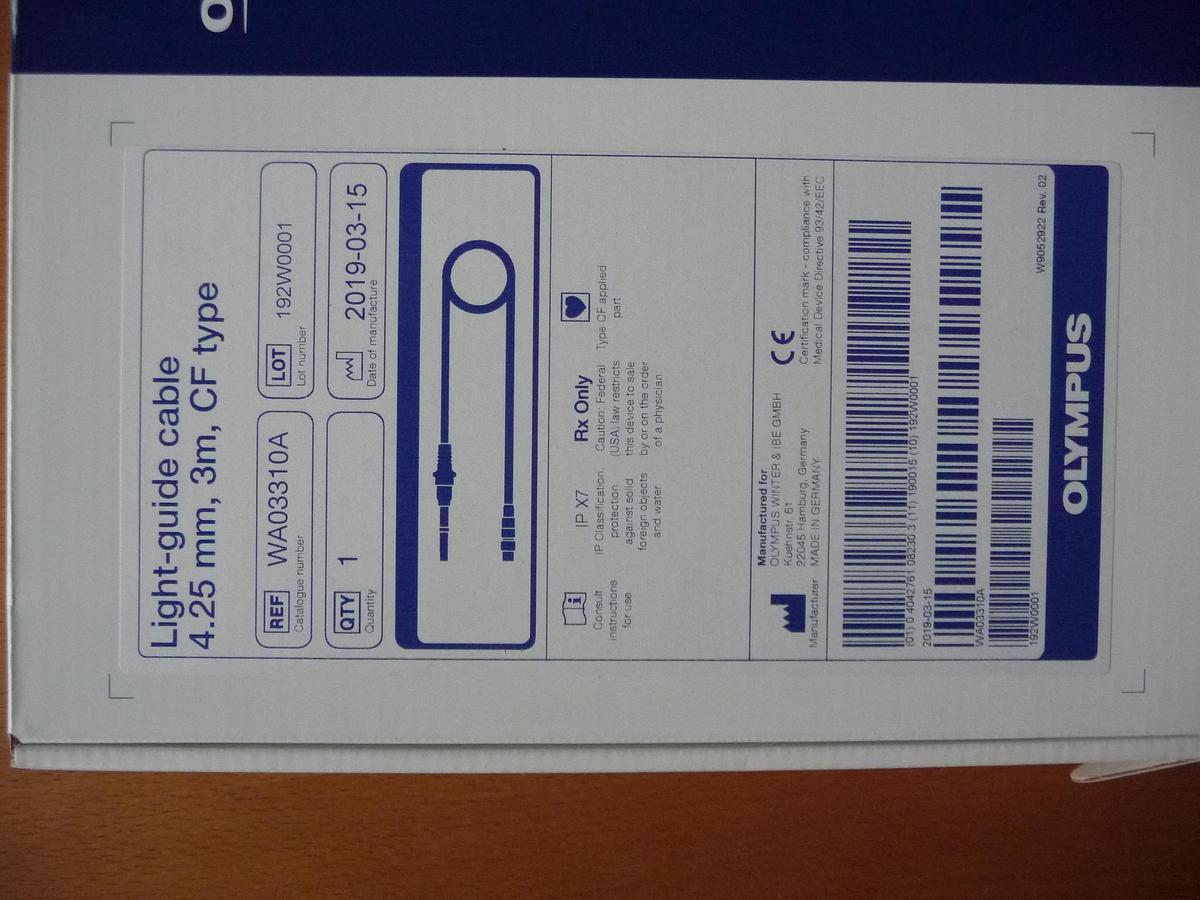 Light-guide cable
4.25 mm, 3m, CF type
REF WA03310A
Catalogue number
LOT 192W0001
Lot number
QTY 1
Quantity
2019-03-15
Date of manufacture
Consult
instructions
for use
IP X7
IP Classification,
protection
against solid
foreign objects
and water
Rx Only
Caution: Federal
(USA) law restricts
this device to sale
by or on the order
of a physician
Type CF applied
part
Manufacturer
Manufactured for
OLYMPUS WINTER & IBE GMBH
Kuehnstr. 61
22045 Hamburg, Germany
MADE IN GERMANY
CE
Certification mark - compliance with
Medical Device Directive 93/42/EEC
(01) 0 4042761 08230 3 (11) 190015 (10) 192W0001
2019-03-15
WA03310A
192W0001
W9052922 Rev. 02
OLYMPUS